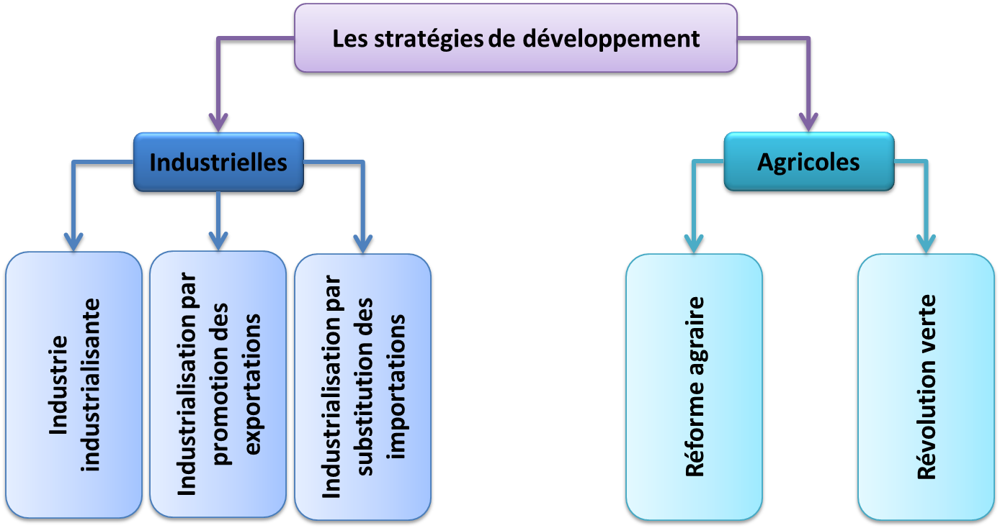 Les stratégies de développement
Industrielles
Agricoles
Industrie
industrialisante
Industrialisation par
promotion des
exportations
Industrialisation par
substitution des
importations
Réforme agraire
Révolution verte